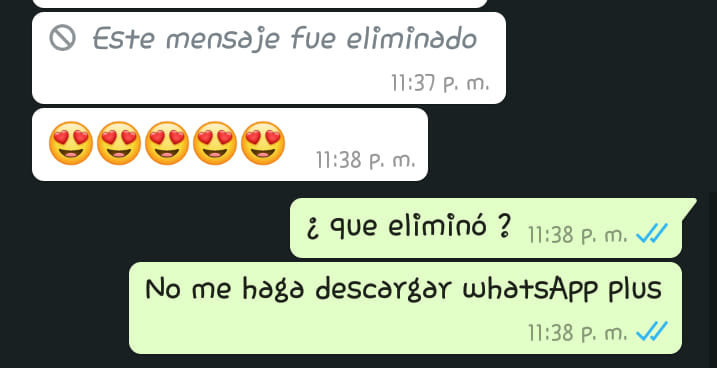 Este mensaje fue eliminado
11:37 p. m.
11:38 p. m.
¿ que eliminó ? 11:38 p. m.
No me haga descargar whatsApp plus
11:38 p. m.